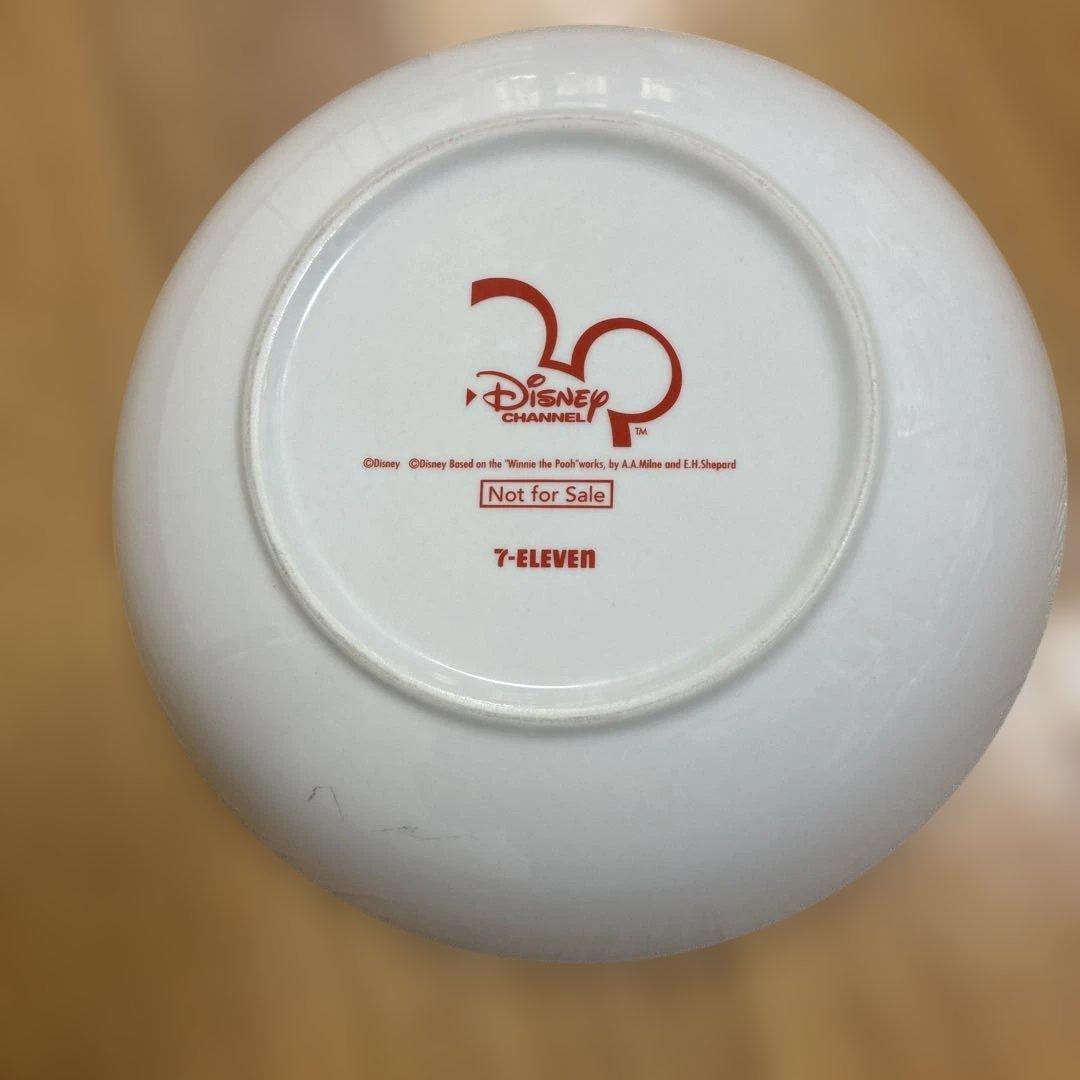 Disney
CHANNEL
TM
©Disney ©Disney Based on the "Winnie the Pooh"works, by A.A.Milne and E.H.Shepard
Not for Sale
7-ELEVEn